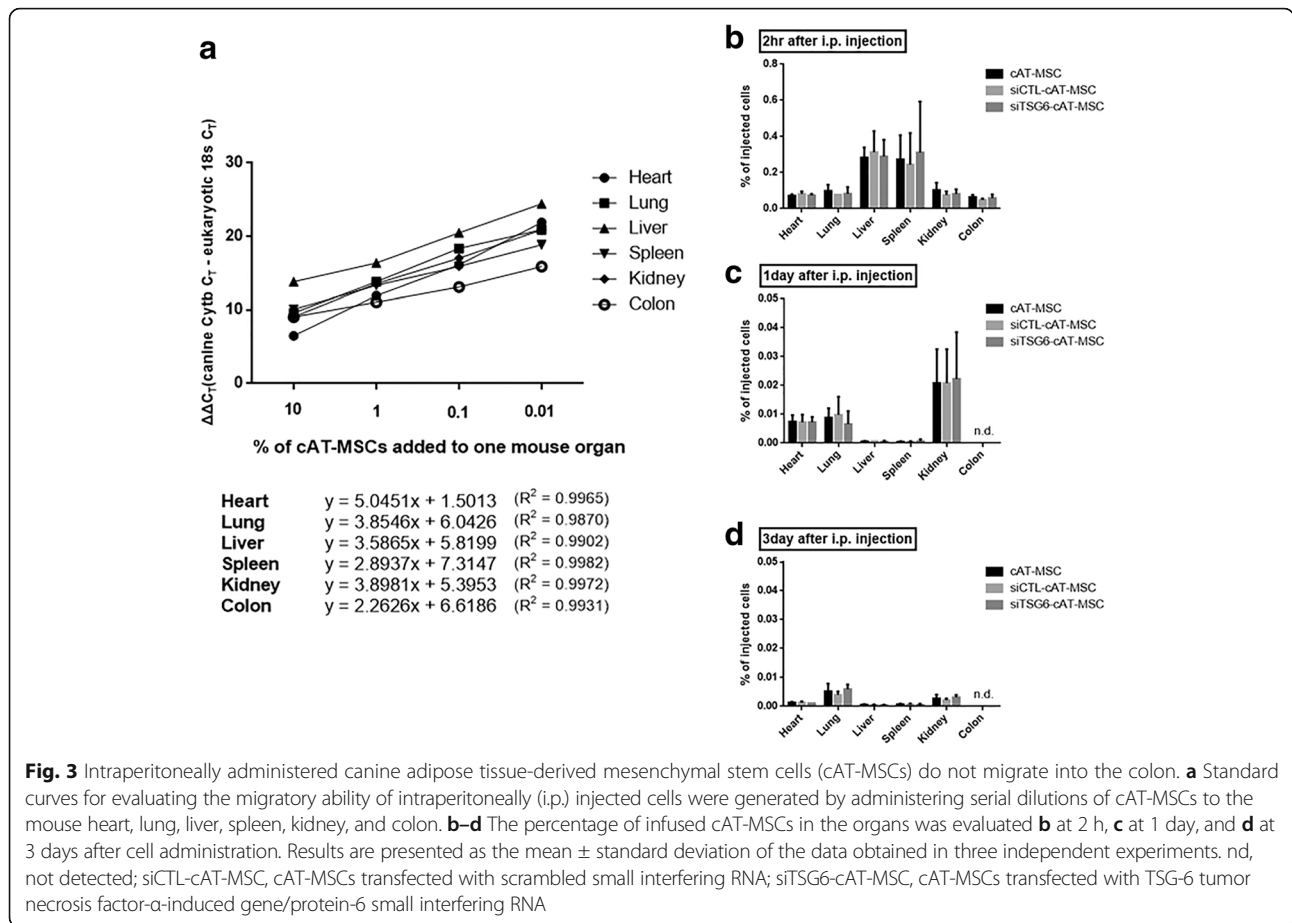 a
ΔΔC_T(canine Cytb C_T - eukaryotic 18s C_T)
30
20
10
0
10 1 0.1 0.01
% of cAT-MSCs added to one mouse organ
Heart
Lung
Liver
Spleen
Kidney
Colon
Heart y = 5.0451x + 1.5013 (R² = 0.9965)
Lung y = 3.8546x + 6.0426 (R² = 0.9870)
Liver y = 3.5865x + 5.8199 (R² = 0.9902)
Spleen y = 2.8937x + 7.3147 (R² = 0.9982)
Kidney y = 3.8981x + 5.3953 (R² = 0.9972)
Colon y = 2.2626x + 6.6186 (R² = 0.9931)
b 2hr after i.p. injection
% of injected cells
0.8
0.6
0.4
0.2
0.0
Heart Lung Liver Spleen Kidney Colon
cAT-MSC
siCTL-cAT-MSC
siTSG6-cAT-MSC
c 1day after i.p. injection
% of injected cells
0.05
0.04
0.03
0.02
0.01
0.00
n.d.
Heart Lung Liver Spleen Kidney Colon
cAT-MSC
siCTL-cAT-MSC
siTSG6-cAT-MSC
d 3day after i.p. injection
% of injected cells
0.05
0.04
0.03
0.02
0.01
0.00
n.d.
Heart Lung Liver Spleen Kidney Colon
cAT-MSC
siCTL-cAT-MSC
siTSG6-cAT-MSC
Fig. 3 Intraperitoneally administered canine adipose tissue-derived mesenchymal stem cells (cAT-MSCs) do not migrate into the colon. a Standard
curves for evaluating the migratory ability of intraperitoneally (i.p.) injected cells were generated by administering serial dilutions of cAT-MSCs to the
mouse heart, lung, liver, spleen, kidney, and colon. b–d The percentage of infused cAT-MSCs in the organs was evaluated b at 2 h, c at 1 day, and d at
3 days after cell administration. Results are presented as the mean ± standard deviation of the data obtained in three independent experiments. nd,
not detected; siCTL-cAT-MSC, cAT-MSCs transfected with scrambled small interfering RNA; siTSG6-cAT-MSC, cAT-MSCs transfected with TSG-6 tumor
necrosis factor-α-induced gene/protein-6 small interfering RNA